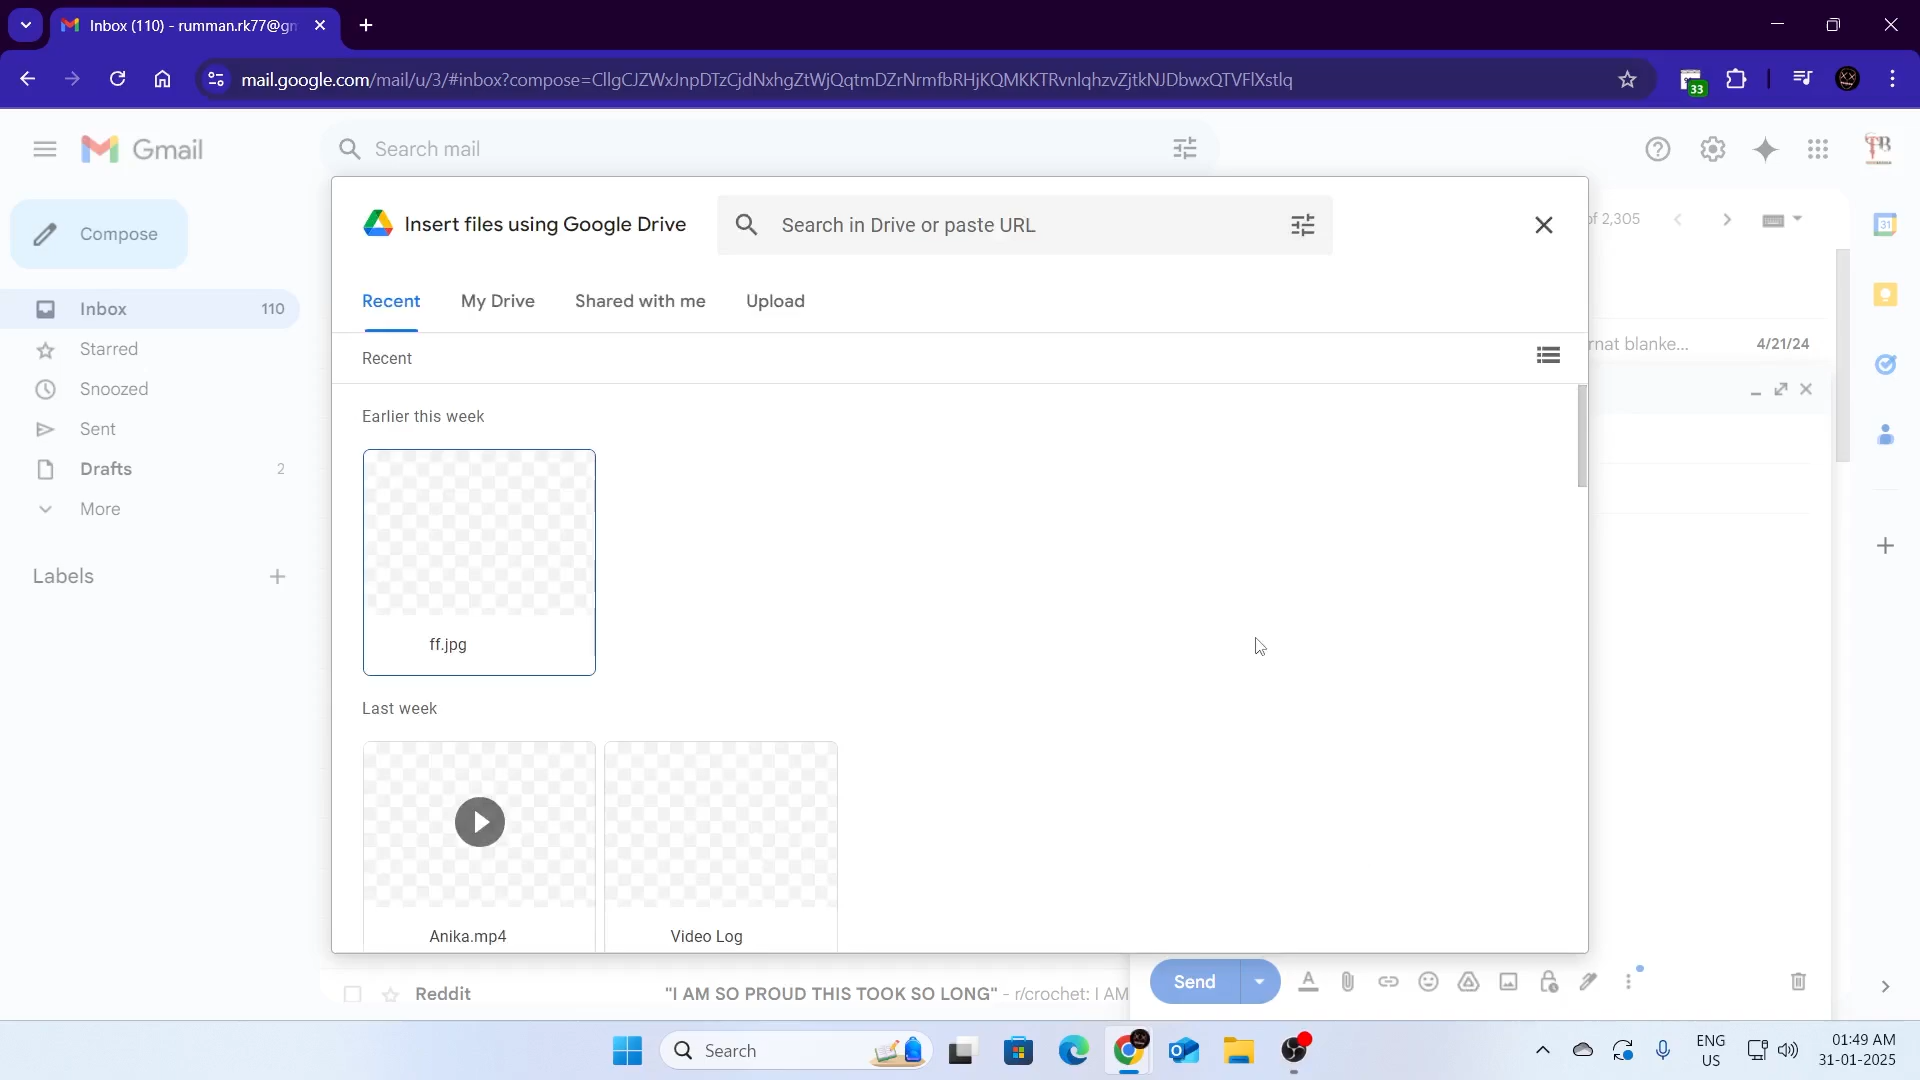 Inbox (110) - rumman.rk77@gm
mail.google.com/mail/u/3/#inbox?compose=CllgCJZWxJnpDTzCjdNxhgZtWjQqtmDZrNrmfbRHjKQMKKTRvnlqhzvZjtkNJDbwxQTVFlXstlq
33
Gmail
Search mail
Compose
Inbox 110
Starred
Snoozed
Sent
Drafts 2
More
Labels
Insert files using Google Drive
Search in Drive or paste URL
of 2,305
Recent My Drive Shared with me Upload
Recent
Earlier this week
ff.jpg
Last week
Anika.mp4
Video Log
rnat blanke... 4/21/24
31
Reddit "I AM SO PROUD THIS TOOK SO LONG" - r/crochet: I AM
Send
Search
ENG
US
01:49 AM
31-01-2025